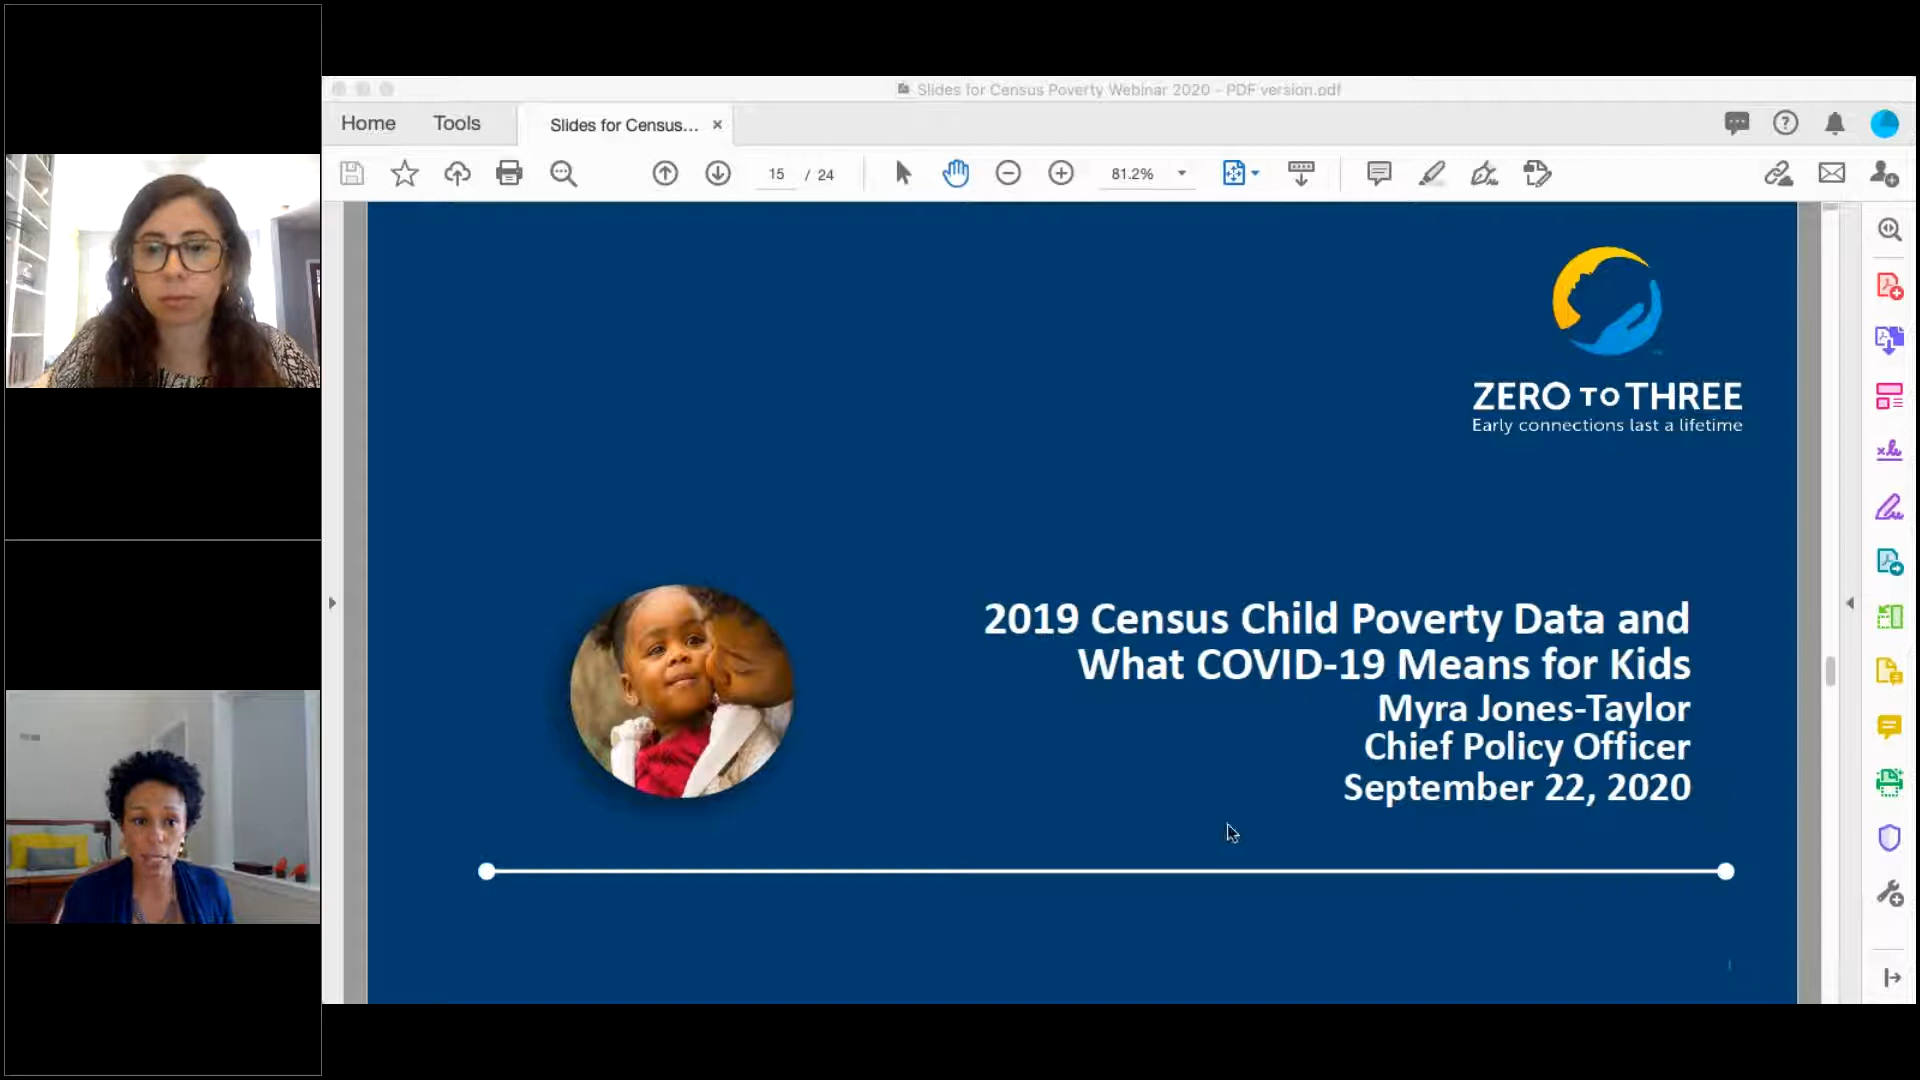 Slides for Census Poverty Webinar 2020 - PDF version.pdf
Home
Tools
Slides for Census...
15 / 24
81.2%
ZERO TO THREE
Early connections last a lifetime
2019 Census Child Poverty Data and
What COVID-19 Means for Kids
Myra Jones-Taylor
Chief Policy Officer
September 22, 2020